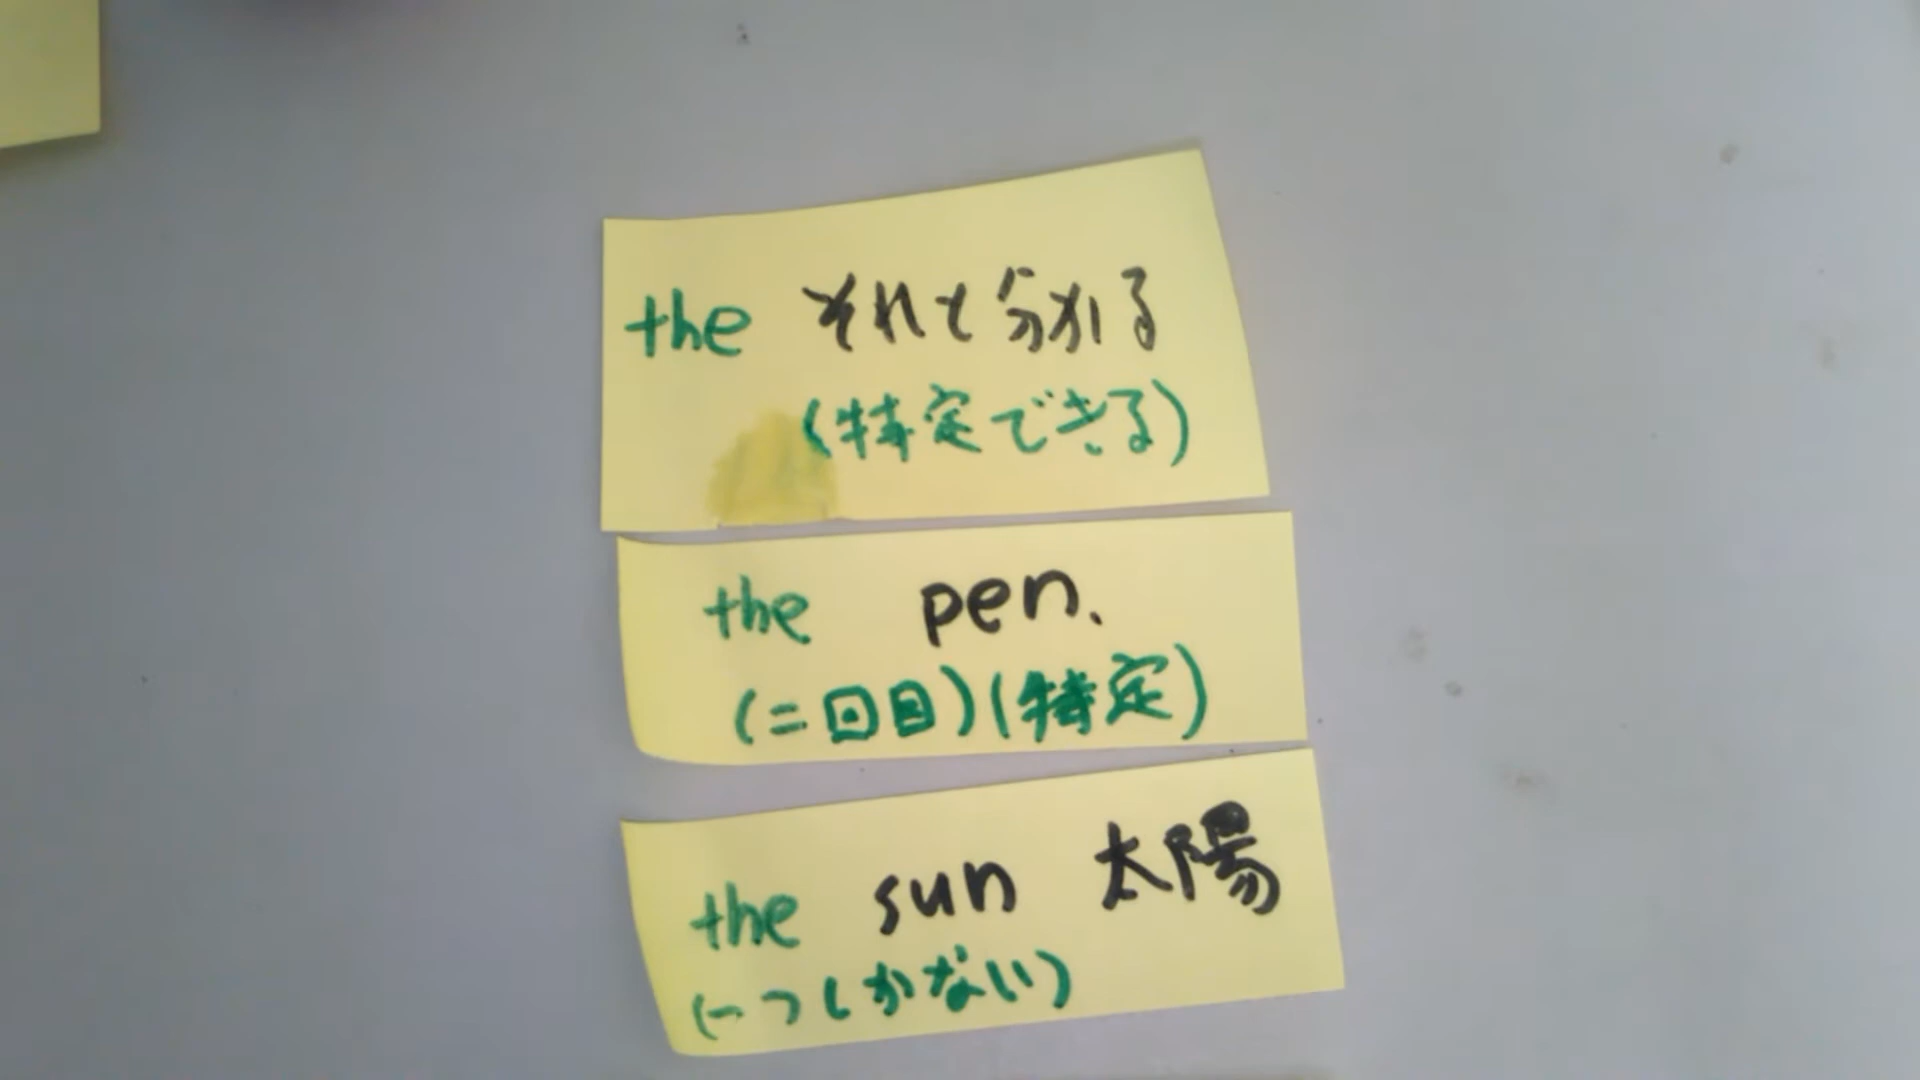 the それと分かる
(特定できる)
the pen.
(二回目)(特定)
the sun 太陽
(一つしかない)